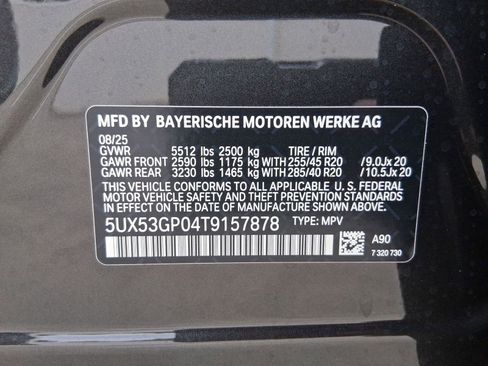 MFD BY BAYERISCHE MOTOREN WERKE AG
08/25
GVWR 5512 lbs 2500 kg TIRE / RIM
GAWR FRONT 2590 lbs 1175 kg WITH 255/45 R20 /9.0Jx 20
GAWR REAR 3230 lbs 1465 kg WITH 285/40 R20 /10.5Jx 20
THIS VEHICLE CONFORMS TO ALL APPLICABLE
U.S. FEDERAL MOTOR VEHICLE THEFT PREVENTION
AND SAFETY STANDARDS IN EFFECT
ON THE DATE OF MANUFACTURE SHOWN ABOVE.
5UX53GP04T9157878 TYPE: MPV
A90
7 320 730